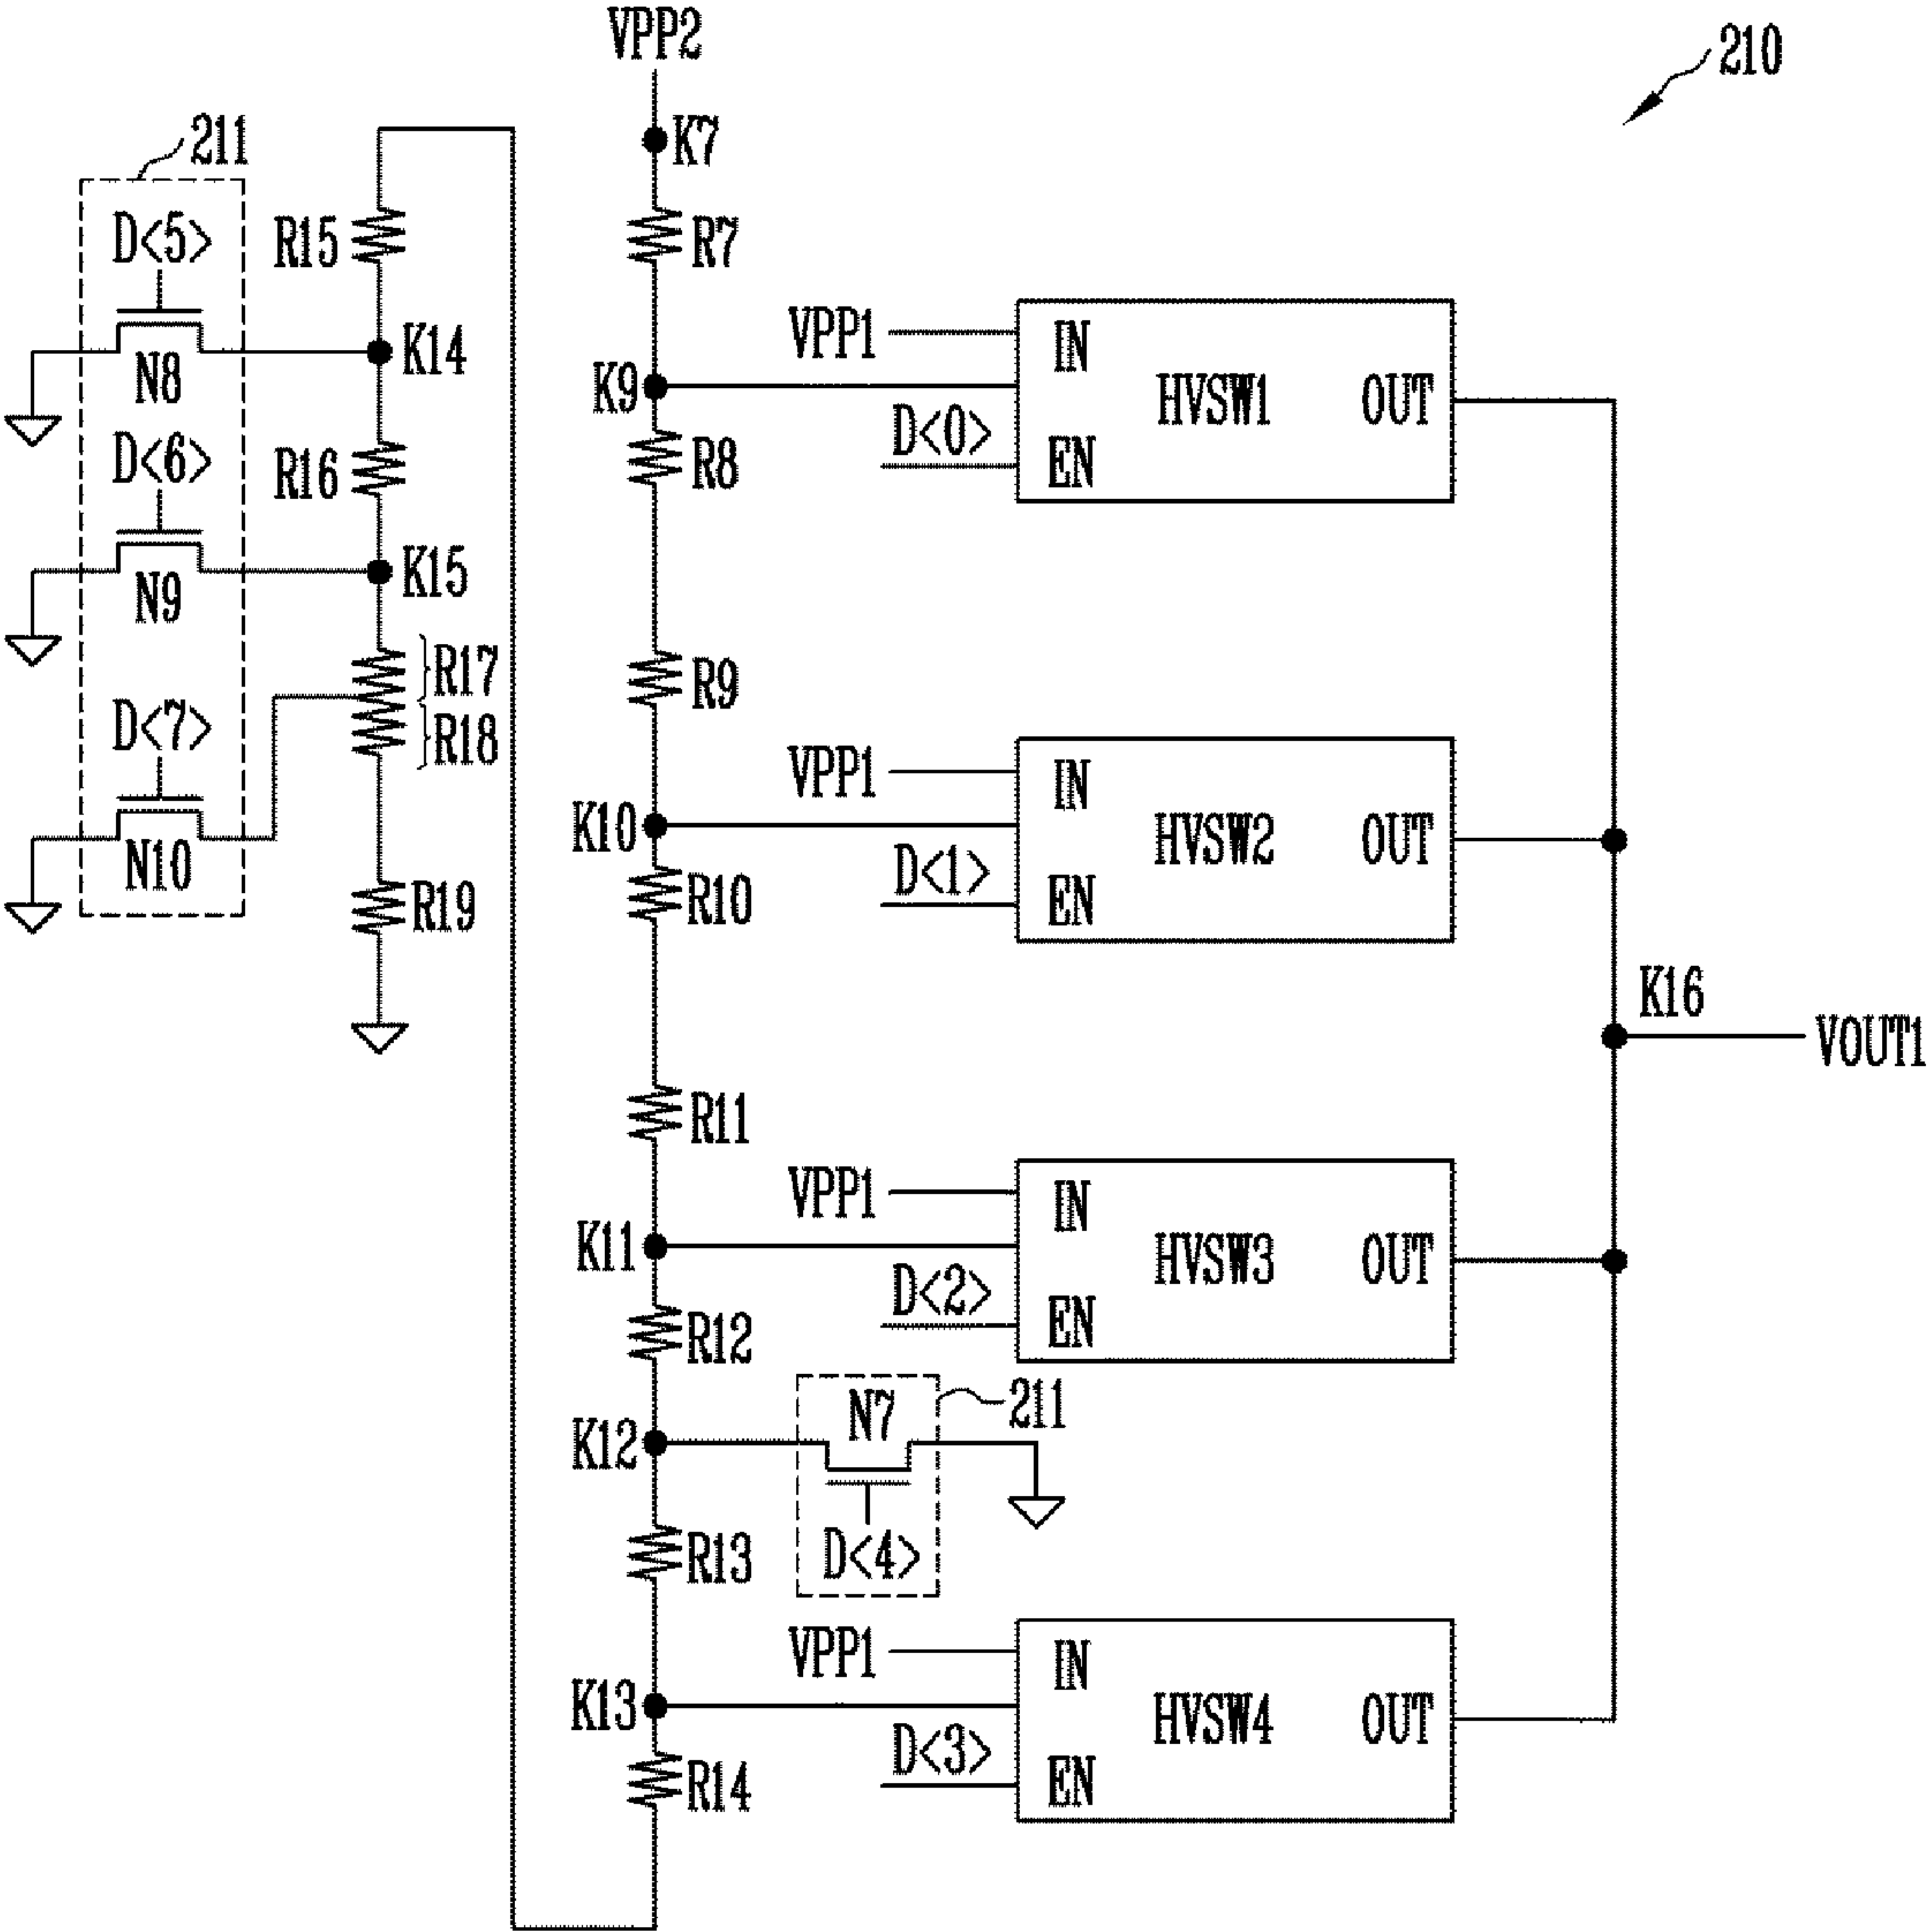 VPP2
210
K7
211
D<5>
R15
R7
N8
K14
VPP1
IN
HVSW1
OUT
K9
D<0>
EN
R8
D<6>
R16
N9
K15
R17
R9
D<7>
R18
VPP1
IN
HVSW2
OUT
K10
D<1>
EN
N10
R19
R10
K16
VOUT1
R11
VPP1
IN
HVSW3
OUT
K11
D<2>
EN
R12
N7
211
K12
D<4>
R13
VPP1
IN
HVSW4
OUT
K13
D<3>
EN
R14